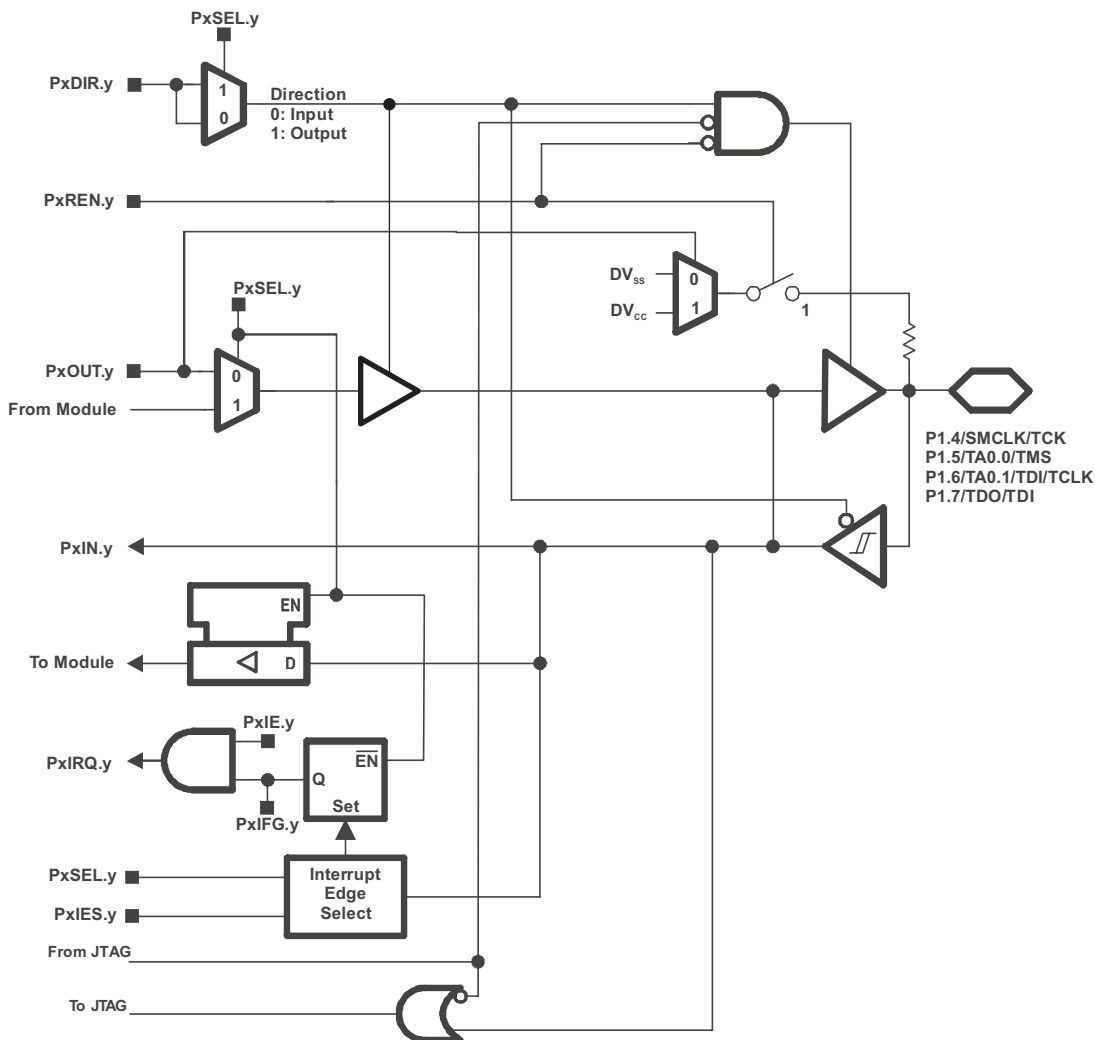 PxSEL.y
PxDIR.y
1
0
Direction
0: Input
1: Output
PxREN.y
DVss
0
DVcc
1
1
PxSEL.y
PxOUT.y
0
From Module
1
P1.4/SMCLK/TCK
P1.5/TA0.0/TMS
P1.6/TA0.1/TDI/TCLK
P1.7/TDO/TDI
PxIN.y
EN
To Module
D
PxIE.y
PxIRQ.y
EN
Q
Set
PxIFG.y
PxSEL.y
Interrupt
Edge
Select
PxIES.y
From JTAG
To JTAG